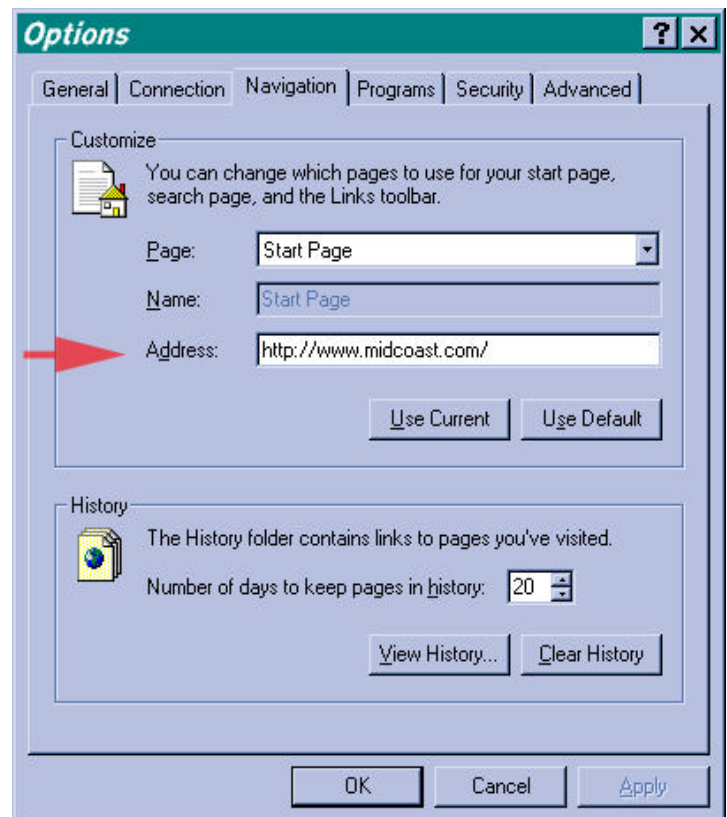 Options
General Connection Navigation Programs Security Advanced
Customize
You can change which pages to use for your start page,
search page, and the Links toolbar.
Page: Start Page
Name: Start Page
Address: http://www.midcoast.com/
Use Current Use Default
History
The History folder contains links to pages you've visited.
Number of days to keep pages in history: 20
View History... Clear History
OK Cancel Apply